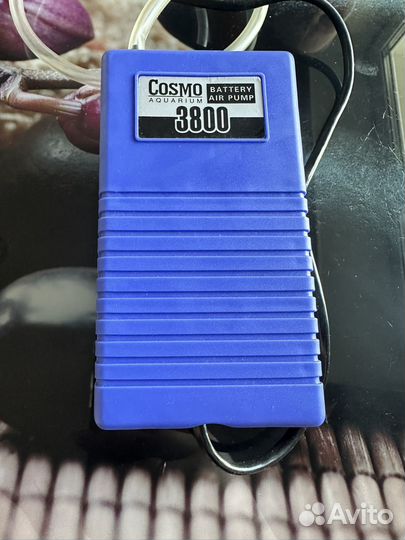 COSMO BATTERY
AQUARIUM AIR PUMP
3800
Avito